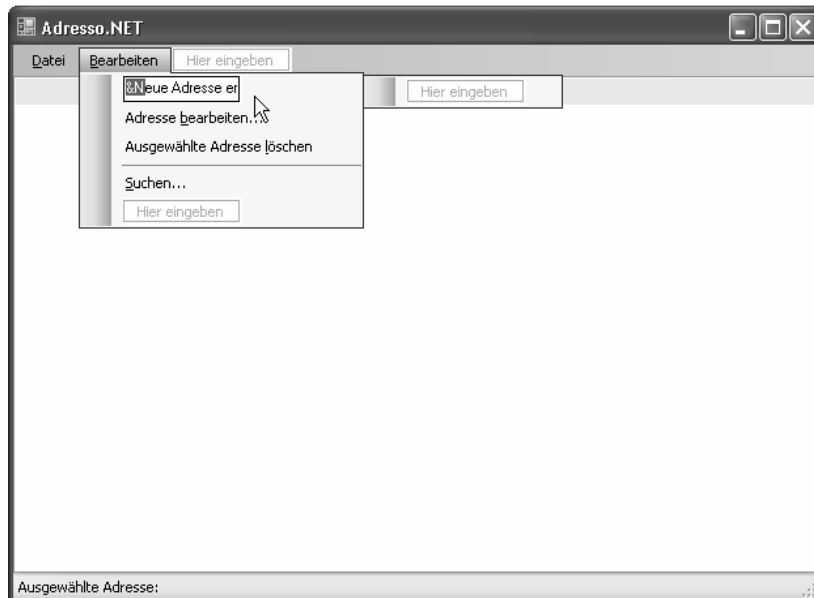 Adresso.NET
Datei Bearbeiten Hier eingeben
&Neue Adresse er Hier eingeben
Adresse bearbeiten...
Ausgewählte Adresse löschen
Suchen...
Hier eingeben
Ausgewählte Adresse: